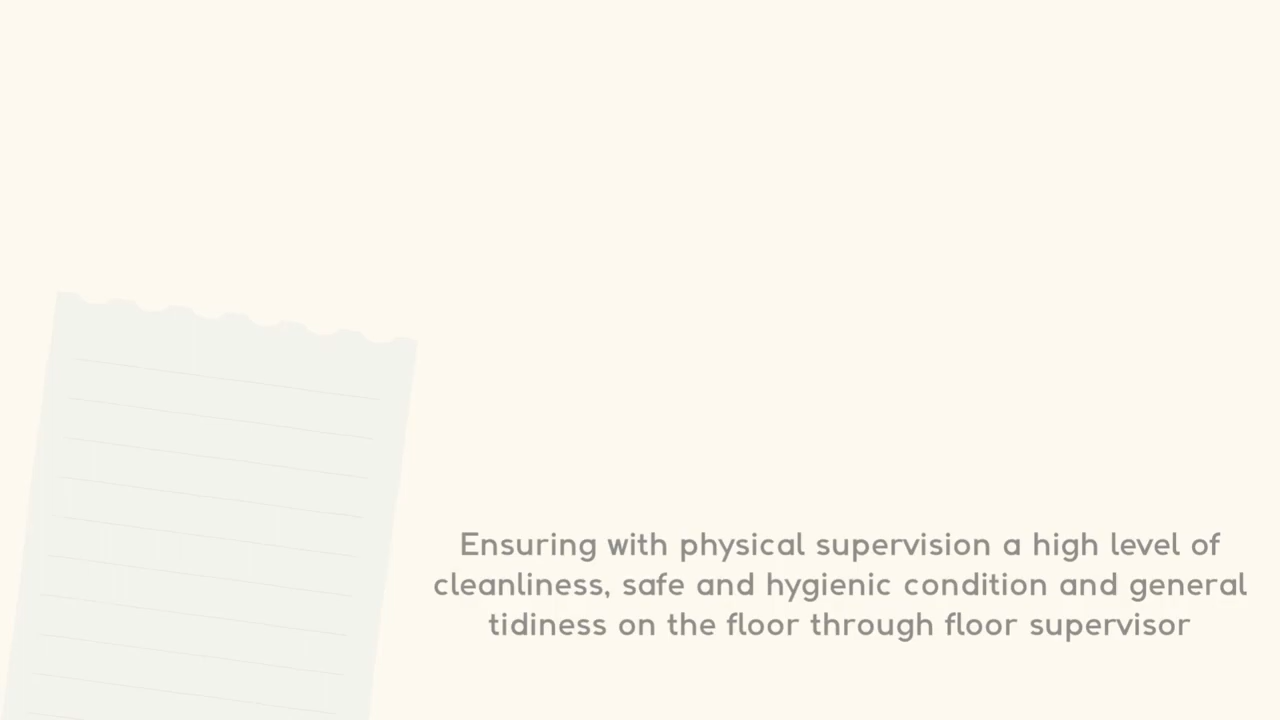 Ensuring with physical supervision a high level of
cleanliness, safe and hygienic condition and general
tidiness on the floor through floor supervisor